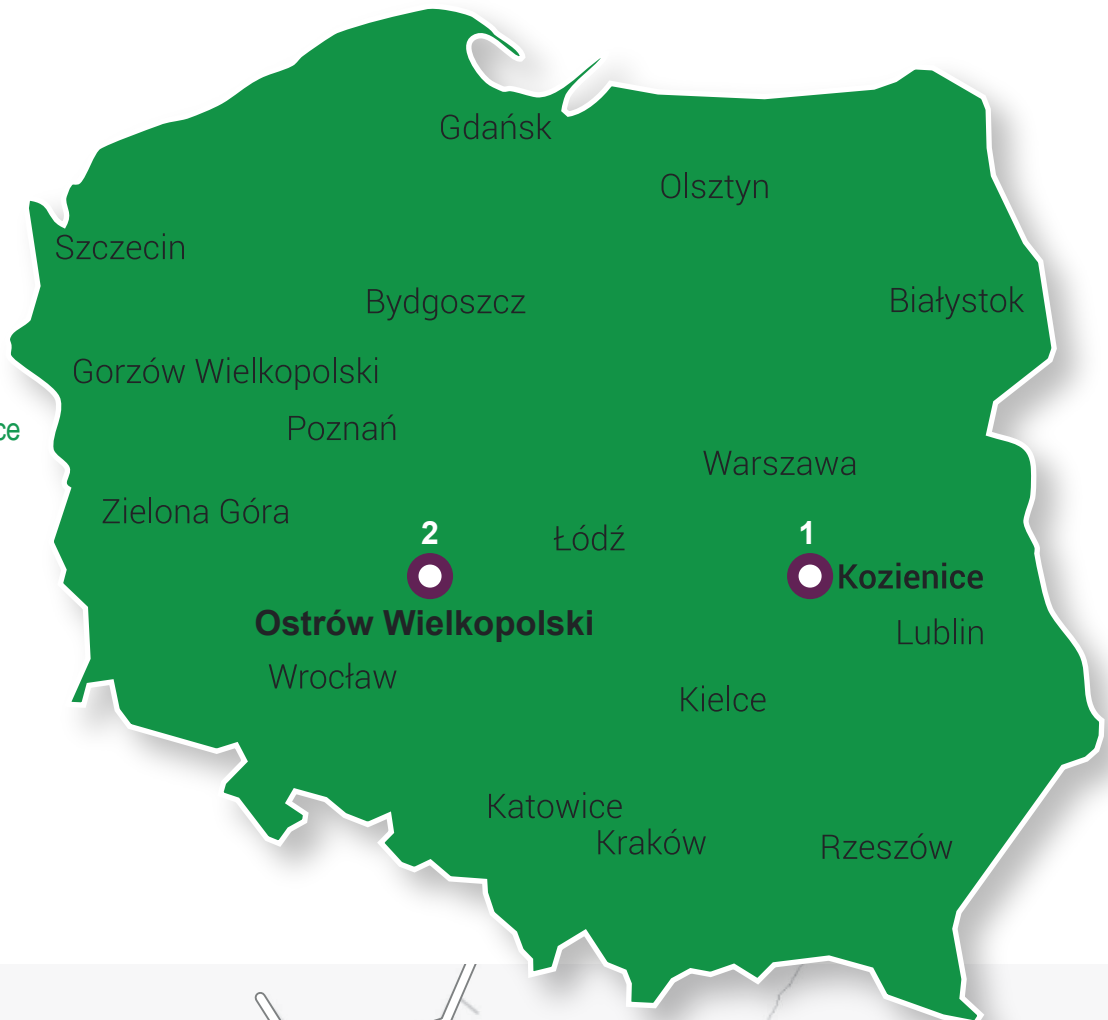 Gdańsk
Olsztyn
Szczecin
Bydgoszcz
Białystok
Gorzów Wielkopolski
Poznań
ce
Warszawa
Zielona Góra
2
Łódź
1
Kozienice
Ostrów Wielkopolski
Lublin
Wrocław
Kielce
Katowice
Kraków
Rzeszów